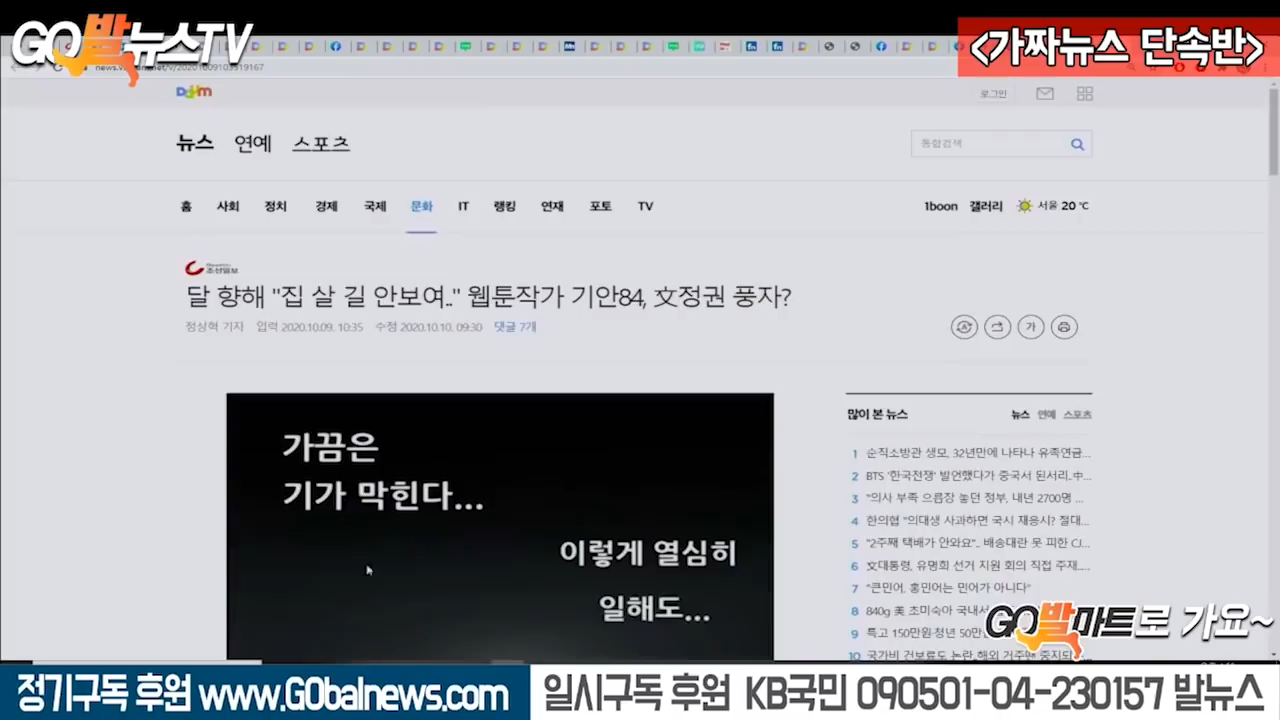 GO발뉴스TV
<가짜뉴스 단속반>
Daum
로그인
뉴스 연예 스포츠
통합검색
홈 사회 정치 경제 국제 문화 IT 랭킹 연재 포토 TV
1boon 갤러리 서울 20 ℃
조선일보
달 향해 "집 살 길 안보여.." 웹툰작가 기안84, 文정권 풍자?
정상혁 기자 입력 2020.10.09. 10:35 수정 2020.10.10. 09:30 댓글 7개
가
가끔은
기가 막힌다...
이렇게 열심히
일해도...
많이 본 뉴스 뉴스 연예 스포츠
1 순직소방관 생모, 32년만에 나타나 유족연금...
2 BTS '한국전쟁' 발언했다가 중국서 된서리..中...
3 "의사 부족 으름장 놓던 정부, 내년 2700명 ...
4 한의협 "의대생 사과하면 국시 재응시? 절대...
5 "2주째 택배가 안와요".. 배송대란 못 피한 CJ...
6 文대통령, 유명희 선거 지원 회의 직접 주재.....
7 "큰민어, 홍민어는 민어가 아니다"
8 840g 美 초미숙아 국내서
9 특고 150만원·청년 50만원
10 국가비 건보료도 논란
GO발마트로 가요~
정기구독 후원 www.GObalnews.com
일시구독 후원 KB국민 090501-04-230157 발뉴스